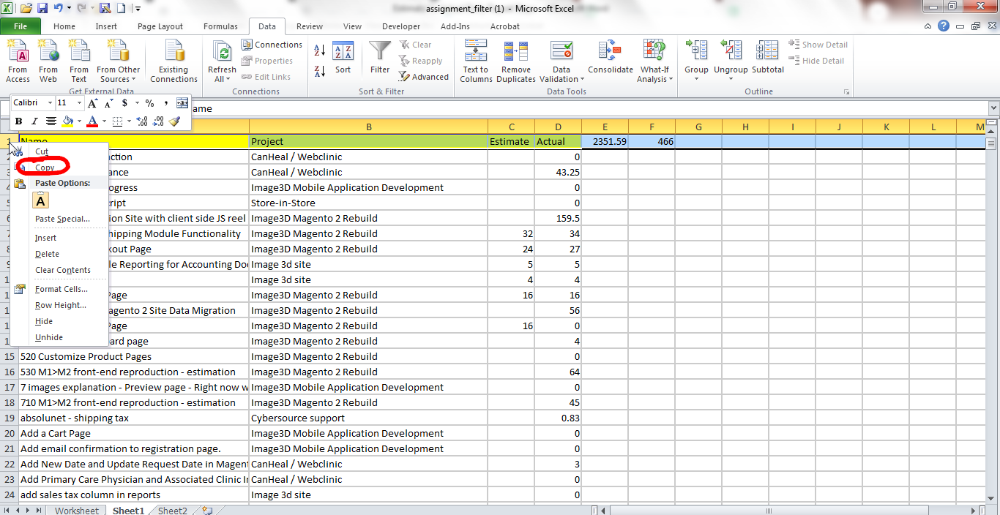 assignment_filter (1) - Microsoft Excel
File Home Insert Page Layout Formulas Data Review View Developer Add-Ins Acrobat
From Access From Web From Text From Other Sources Existing Connections Refresh All Connections Properties Edit Links Sort Filter Clear Reapply Advanced Text to Columns Remove Duplicates Data Validation Consolidate What-If Analysis Group Ungroup Subtotal Show Detail Hide Detail
Get External Data Connections Sort & Filter Data Tools Outline
Calibri 11 A A $ % ,
ame
B I A .00 .00
B C D E F G H I J K L M
1 Name Project Estimate Actual 2351.59 466
Cut
Copy
Paste Options:
A
Paste Special...
Insert
Delete
Clear Contents
Format Cells...
Row Height...
Hide
Unhide
2 action CanHeal / Webclinic 0
3 ance CanHeal / Webclinic 43.25
4 ogress Image3D Mobile Application Development 0
5 ript Store-in-Store 0
6 ion Site with client side JS reel Image3D Magento 2 Rebuild 159.5
7 hipping Module Functionality Image3D Magento 2 Rebuild 32 34
8 kout Page Image3D Magento 2 Rebuild 24 27
9 le Reporting for Accounting Do Image 3d site 5 5
1 Image 3d site 4 4
1 Page Image3D Magento 2 Rebuild 16 16
1 agento 2 Site Data Migration Image3D Magento 2 Rebuild 56
1 Page Image3D Magento 2 Rebuild 16 0
1 ard page Image3D Magento 2 Rebuild 4
15 520 Customize Product Pages Image3D Magento 2 Rebuild 0
16 530 M1>M2 front-end reproduction - estimation Image3D Magento 2 Rebuild 64
17 7 images explanation - Preview page - Right now w Image3D Mobile Application Development 0
18 710 M1>M2 front-end reproduction - estimation Image3D Magento 2 Rebuild 45
19 absolunet - shipping tax Cybersource support 0.83
20 Add a Cart Page Image3D Mobile Application Development 0
21 Add email confirmation to registration page. Image3D Mobile Application Development 0
22 Add New Date and Update Request Date in Magent CanHeal / Webclinic 3
23 Add Primary Care Physician and Associated Clinic I CanHeal / Webclinic 0
24 add sales tax column in reports Image 3d site 0
Worksheet Sheet1 Sheet2